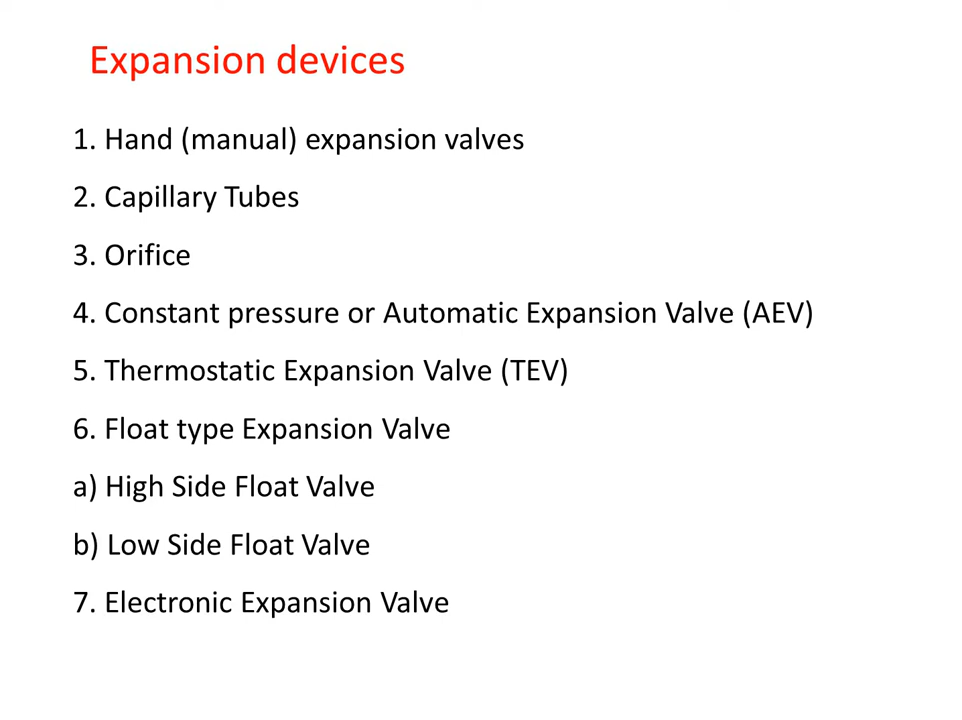 Expansion devices
1. Hand (manual) expansion valves
2. Capillary Tubes
3. Orifice
4. Constant pressure or Automatic Expansion Valve (AEV)
5. Thermostatic Expansion Valve (TEV)
6. Float type Expansion Valve
a) High Side Float Valve
b) Low Side Float Valve
7. Electronic Expansion Valve